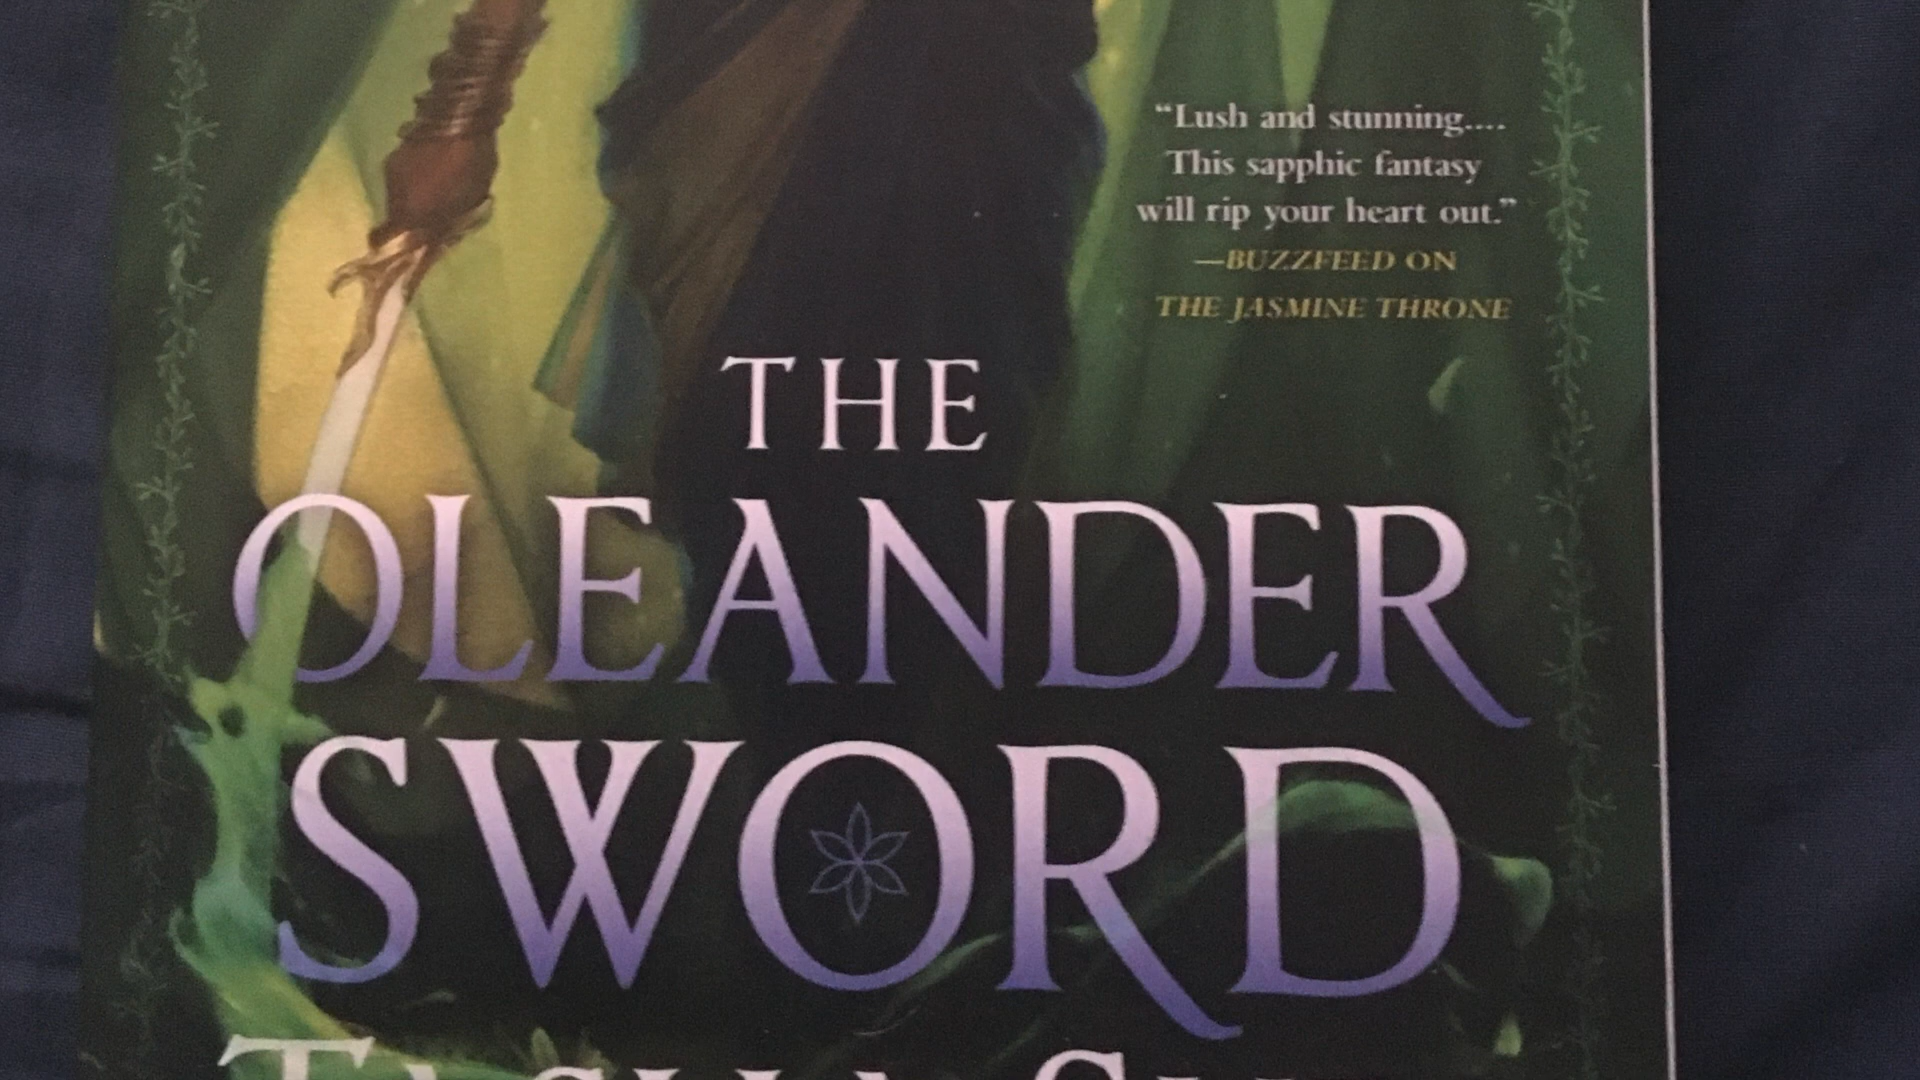 “Lush and stunning....
This sapphic fantasy
will rip your heart out.”
—BUZZFEED ON
THE JASMINE THRONE
THE
OLEANDER
SWORD
TASHA